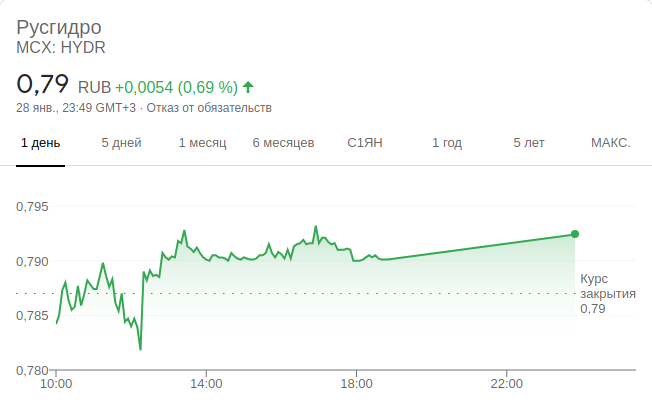 Русгидро
MCX: HYDR
0,79 RUB +0,0054 (0,69 %)
28 янв., 23:49 GMT+3 · Отказ от обязательств
1 день 5 дней 1 месяц 6 месяцев С1ЯН 1 год 5 лет МАКС.
0,795
0,790
Курс
закрытия
0,79
0,785
0,780
10:00 14:00 18:00 22:00